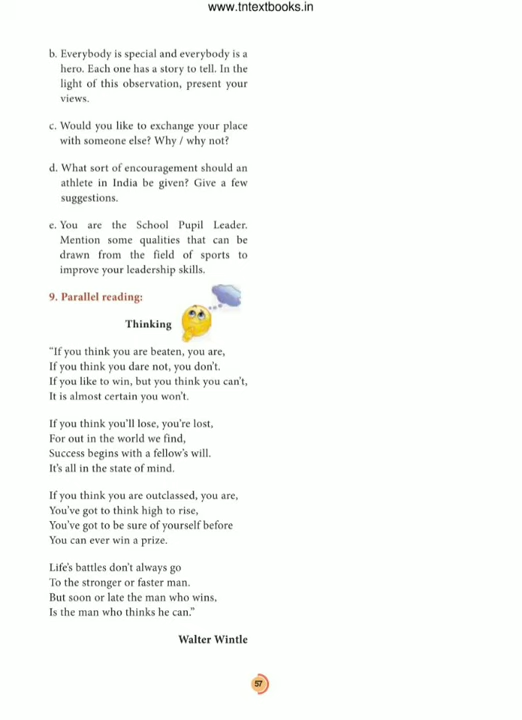 www.tntextbooks.in
b. Everybody is special and everybody is a
hero. Each one has a story to tell. In the
light of this observation, present your
views.
c. Would you like to exchange your place
with someone else? Why / why not?
d. What sort of encouragement should an
athlete in India be given? Give a few
suggestions.
e. You are the School Pupil Leader.
Mention some qualities that can be
drawn from the field of sports to
improve your leadership skills.
9. Parallel reading:
Thinking
“If you think you are beaten, you are,
If you think you dare not, you don’t.
If you like to win, but you think you can’t,
It is almost certain you won’t.
If you think you’ll lose, you’re lost,
For out in the world we find,
Success begins with a fellow’s will.
It’s all in the state of mind.
If you think you are outclassed, you are,
You’ve got to think high to rise,
You’ve got to be sure of yourself before
You can ever win a prize.
Life’s battles don’t always go
To the stronger or faster man.
But soon or late the man who wins,
Is the man who thinks he can.”
Walter Wintle
57